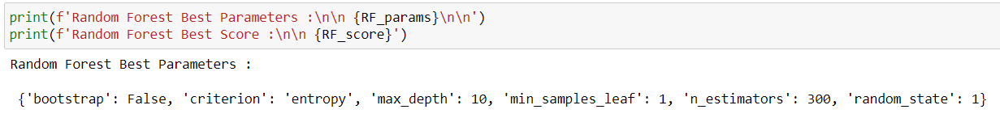 print(f'Random Forest Best Parameters :\n\n {RF_params}\n\n')
print(f'Random Forest Best Score :\n\n {RF_score}')
Random Forest Best Parameters :
{'bootstrap': False, 'criterion': 'entropy', 'max_depth': 10, 'min_samples_leaf': 1, 'n_estimators': 300, 'random_state': 1}